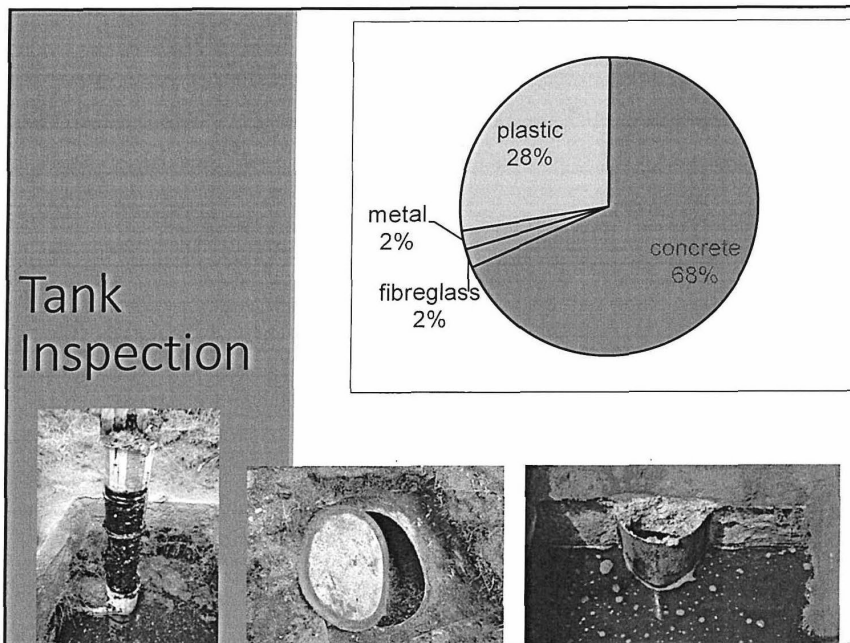 Tank
Inspection
plastic
28%
metal
2%
fibreglass
2%
concrete
68%